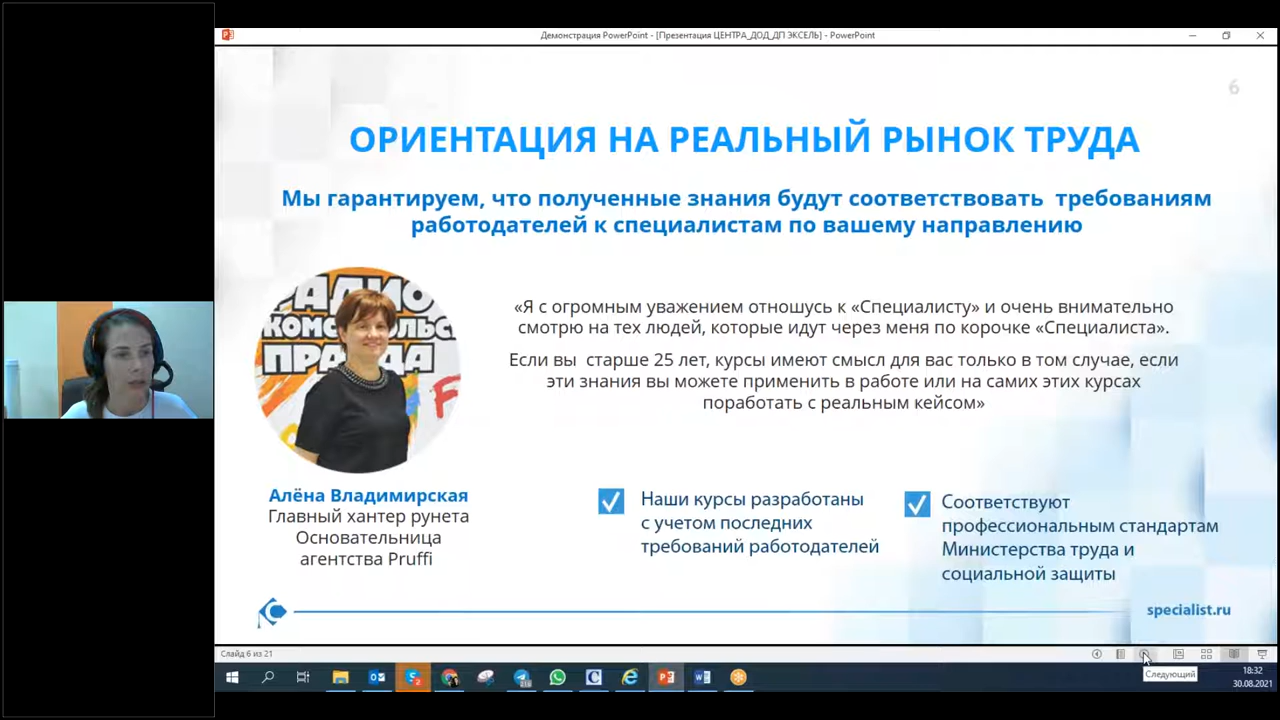 Демонстрация PowerPoint - [Презентация ЦЕНТРА_ДОД_ДП ЭКСЕЛЬ] - PowerPoint
6
ОРИЕНТАЦИЯ НА РЕАЛЬНЫЙ РЫНОК ТРУДА
Мы гарантируем, что полученные знания будут соответствовать требованиям
работодателей к специалистам по вашему направлению
РАДИО
КОМСОМОЛЬС
ПРАВДА
«Я с огромным уважением отношусь к «Специалисту» и очень внимательно
смотрю на тех людей, которые идут через меня по корочке «Специалиста».
Если вы старше 25 лет, курсы имеют смысл для вас только в том случае, если
эти знания вы можете применить в работе или на самих этих курсах
поработать с реальным кейсом»
Алёна Владимирская
Главный хантер рунета
Основательница
агентства Pruffi
Наши курсы разработаны
с учетом последних
требований работодателей
Соответствуют
профессиональным стандартам
Министерства труда и
социальной защиты
specialist.ru
Слайд 6 из 21
Следующий
18:32
30.08.2021